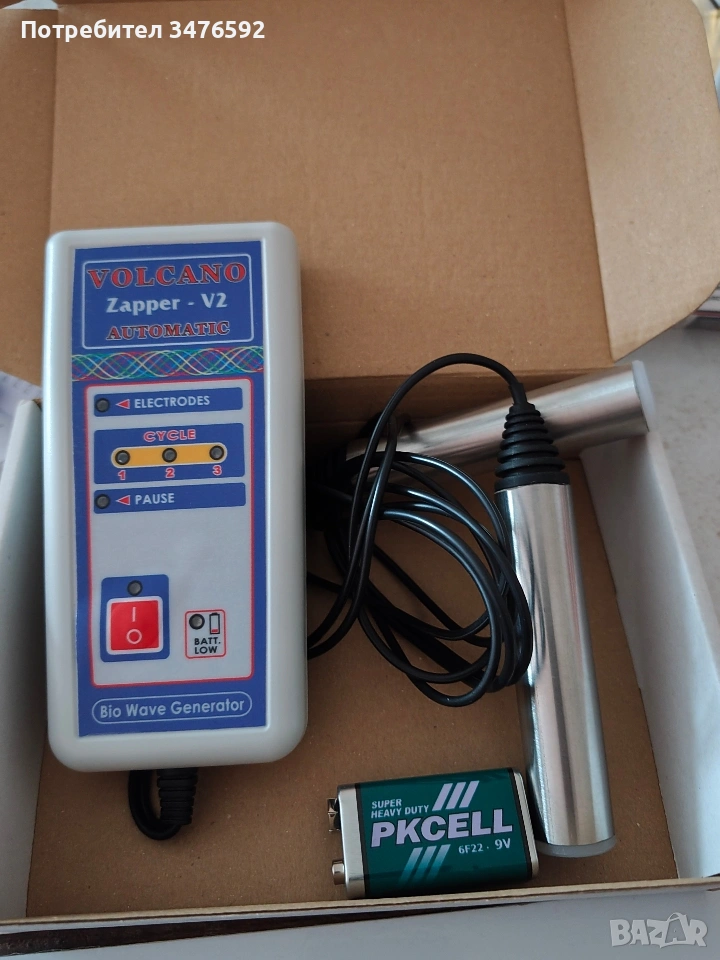 Потребител 3476592
VOLCANO
Zapper - V2
AUTOMATIC
ELECTRODES
CYCLE
1 2 3
PAUSE
I
O
BATT.
LOW
Bio Wave Generator
SUPER
HEAVY DUTY
PKCELL
6F22 · 9V
BAZAR